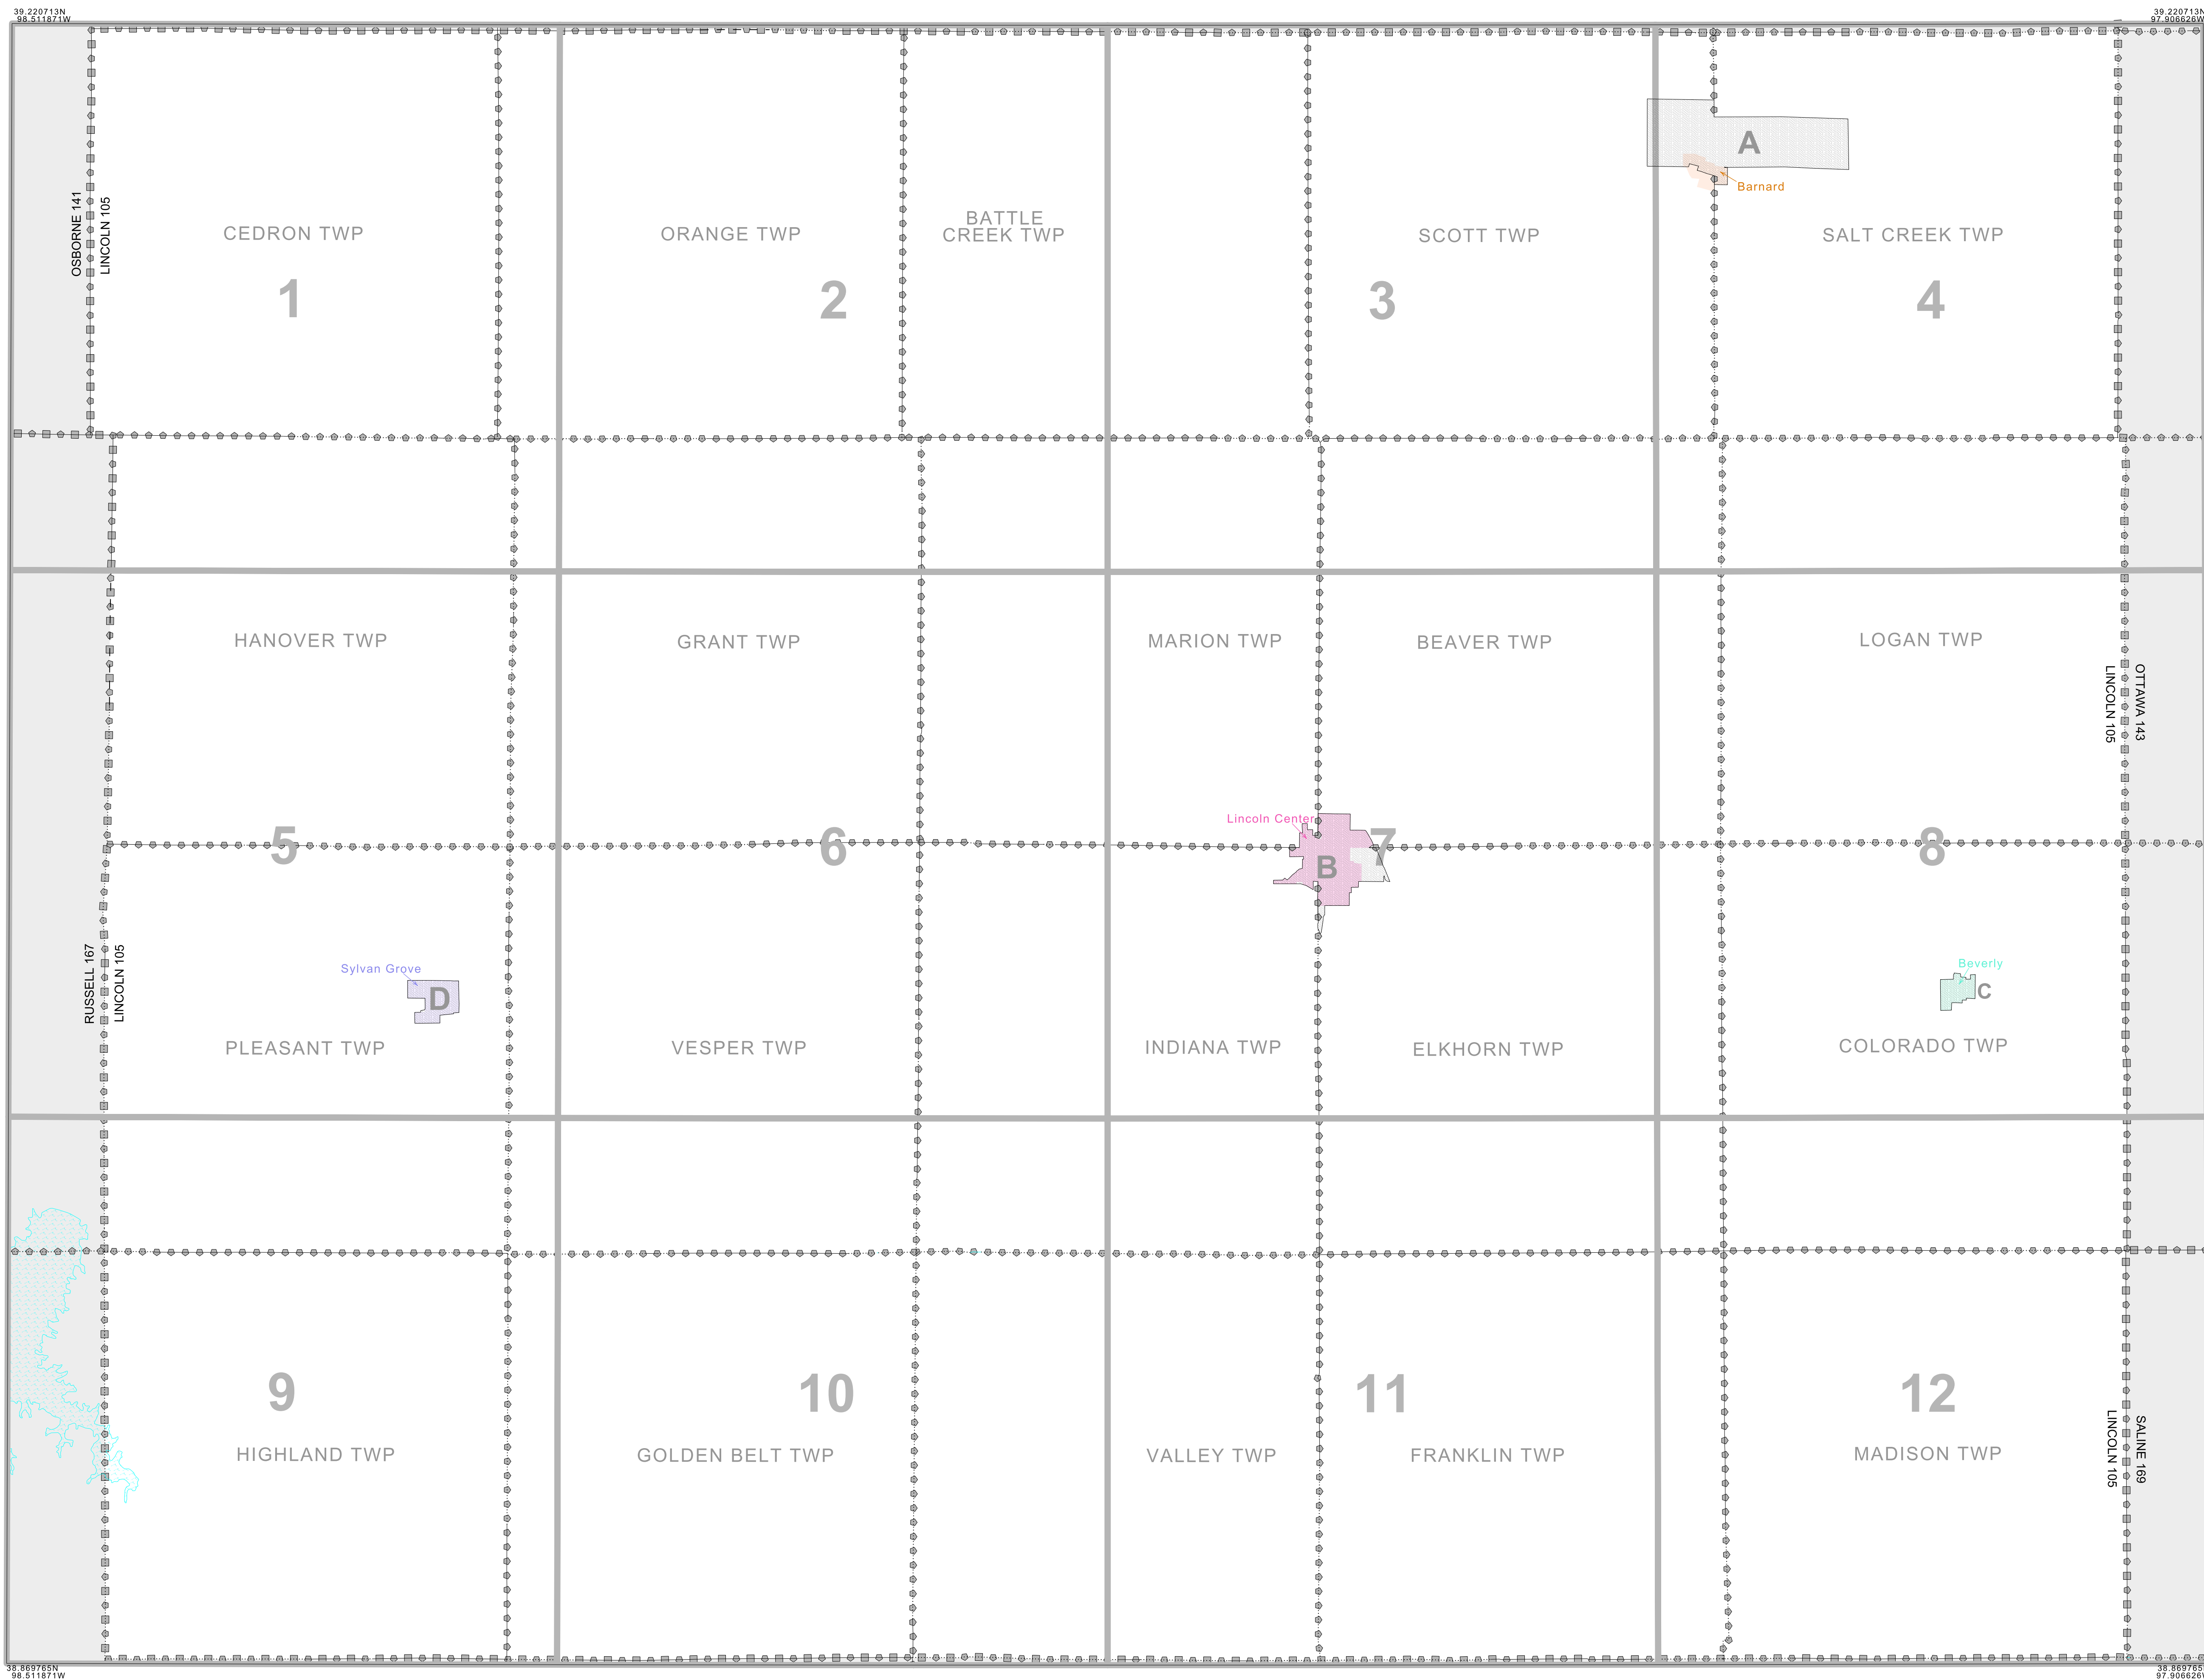 39.220713N
98.511871W
39.220713N
97.906626W
A
Barnard
OSBORNE 141
LINCOLN 105
CEDRON TWP
ORANGE TWP
BATTLE
CREEK TWP
SCOTT TWP
SALT CREEK TWP
1
2
3
4
HANOVER TWP
GRANT TWP
MARION TWP
BEAVER TWP
LOGAN TWP
LINCOLN 105
OTTAWA 143
Lincoln Center
5
6
B
7
8
RUSSELL 167
LINCOLN 105
Sylvan Grove
D
Beverly
C
PLEASANT TWP
VESPER TWP
INDIANA TWP
ELKHORN TWP
COLORADO TWP
9
10
11
12
HIGHLAND TWP
GOLDEN BELT TWP
VALLEY TWP
FRANKLIN TWP
MADISON TWP
LINCOLN 105
SALINE 169
38.869765N
98.511871W
38.869765
97.906626W